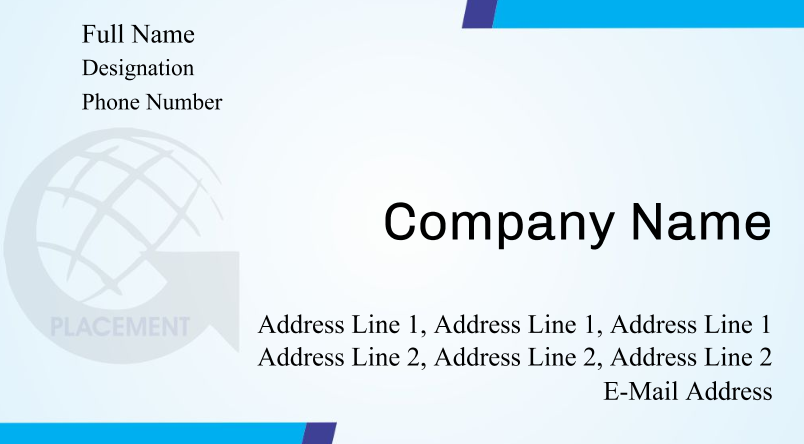 Full Name
Designation
Phone Number
Company Name
PLACEMENT
Address Line 1, Address Line 1, Address Line 1
Address Line 2, Address Line 2, Address Line 2
E-Mail Address